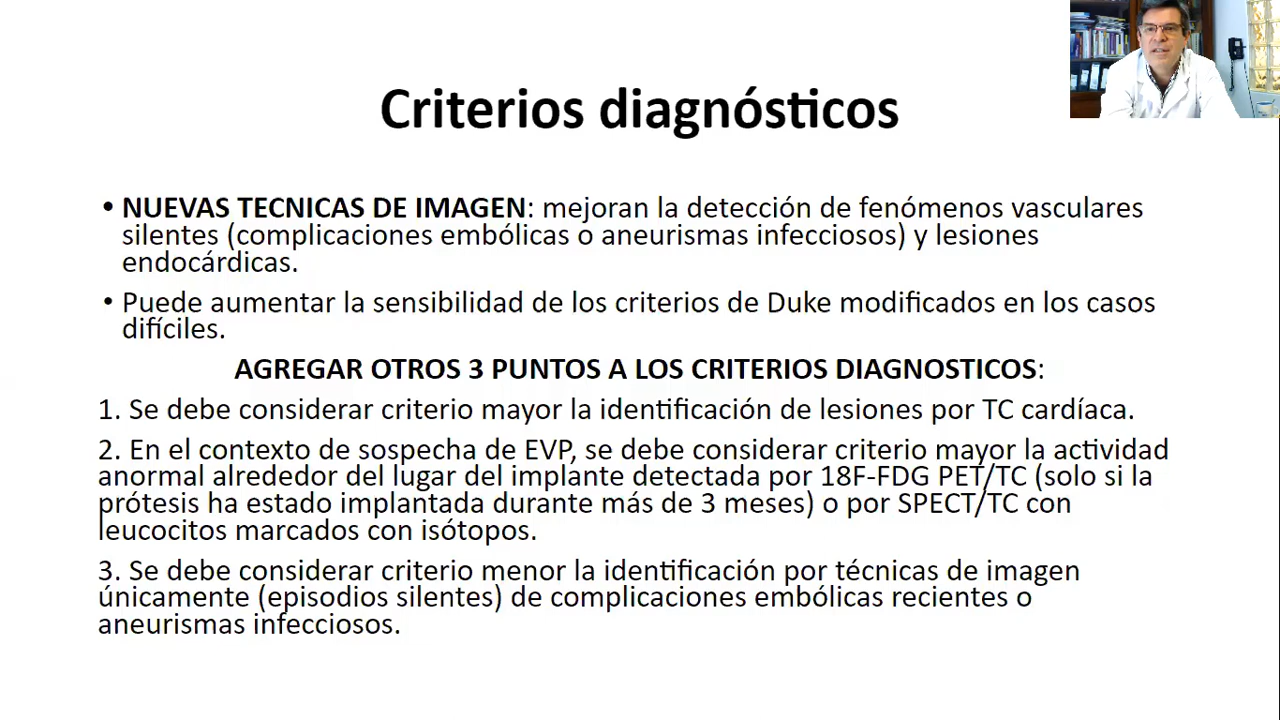 Criterios diagnósticos
• NUEVAS TECNICAS DE IMAGEN: mejoran la detección de fenómenos vasculares
silentes (complicaciones embólicas o aneurismas infecciosos) y lesiones
endocárdicas.
• Puede aumentar la sensibilidad de los criterios de Duke modificados en los casos
difíciles.
AGREGAR OTROS 3 PUNTOS A LOS CRITERIOS DIAGNOSTICOS:
1. Se debe considerar criterio mayor la identificación de lesiones por TC cardíaca.
2. En el contexto de sospecha de EVP, se debe considerar criterio mayor la actividad
anormal alrededor del lugar del implante detectada por 18F-FDG PET/TC (solo si la
prótesis ha estado implantada durante más de 3 meses) o por SPECT/TC con
leucocitos marcados con isótopos.
3. Se debe considerar criterio menor la identificación por técnicas de imagen
únicamente (episodios silentes) de complicaciones embólicas recientes o
aneurismas infecciosos.